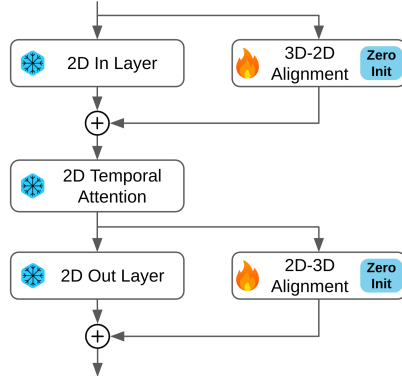 2D In Layer
3D-2D
Alignment
Zero
Init
2D Temporal
Attention
2D Out Layer
2D-3D
Alignment
Zero
Init